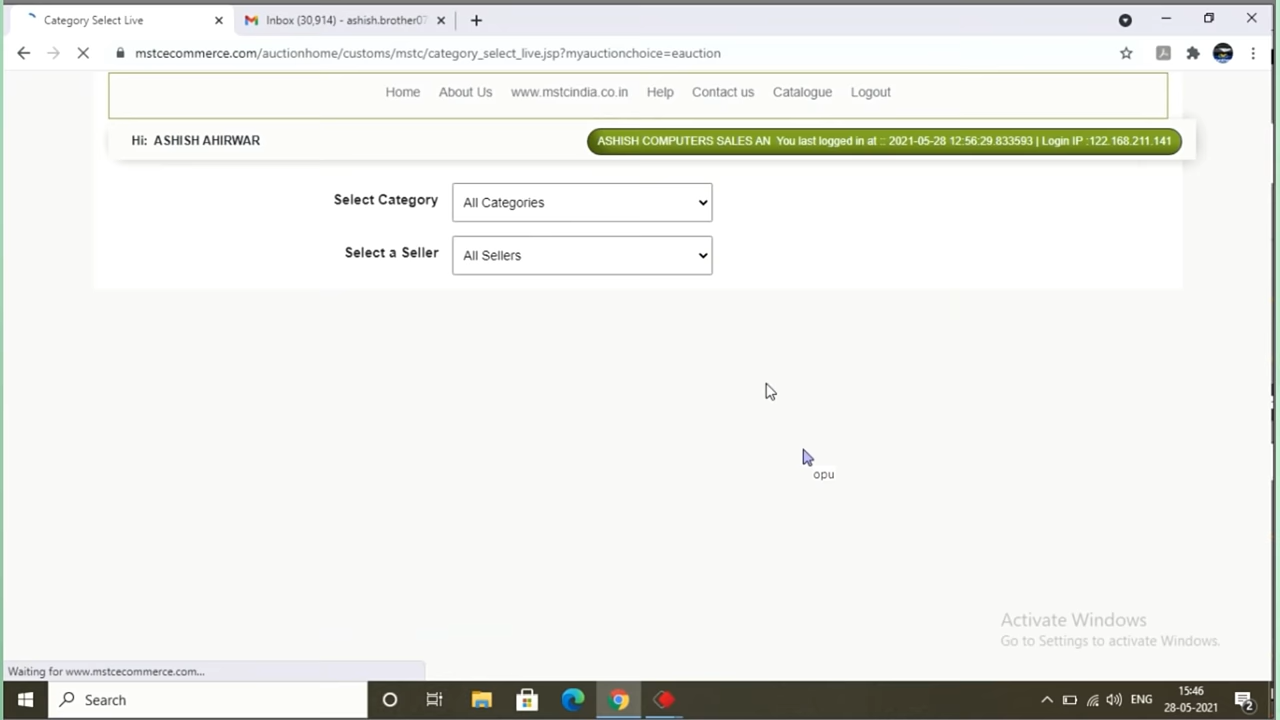 Category Select Live
Inbox (30,914) - ashish.brother07
mstcecommerce.com/auctionhome/customs/mstc/category_select_live.jsp?myauctionchoice=eauction
Home About Us www.mstcindia.co.in Help Contact us Catalogue Logout
Hi: ASHISH AHIRWAR
ASHISH COMPUTERS SALES AN You last logged in at :: 2021-05-28 12:56:29.833593 | Login IP :122.168.211.141
Select Category All Categories
Select a Seller All Sellers
opu
Activate Windows
Go to Settings to activate Windows.
Waiting for www.mstcecommerce.com...
Search
ENG
15:46
28-05-2021
2